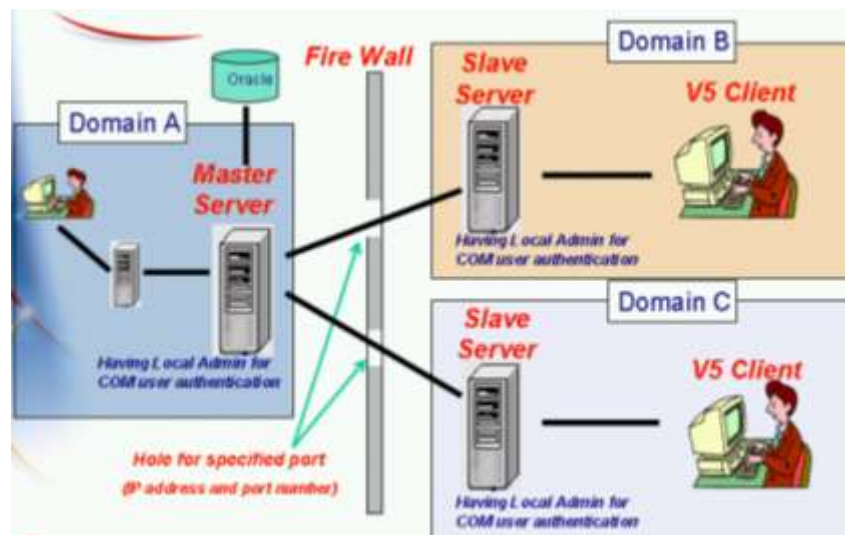 Oracle
Fire Wall
Domain A
Master
Server
Having Local Admin for
COM user authentication
Hole for specified port
(IP address and port number)
Domain B
Slave
Server
V5 Client
Having Local Admin for
COM user authentication
Domain C
Slave
Server
V5 Client
Having Local Admin for
COM user authentication